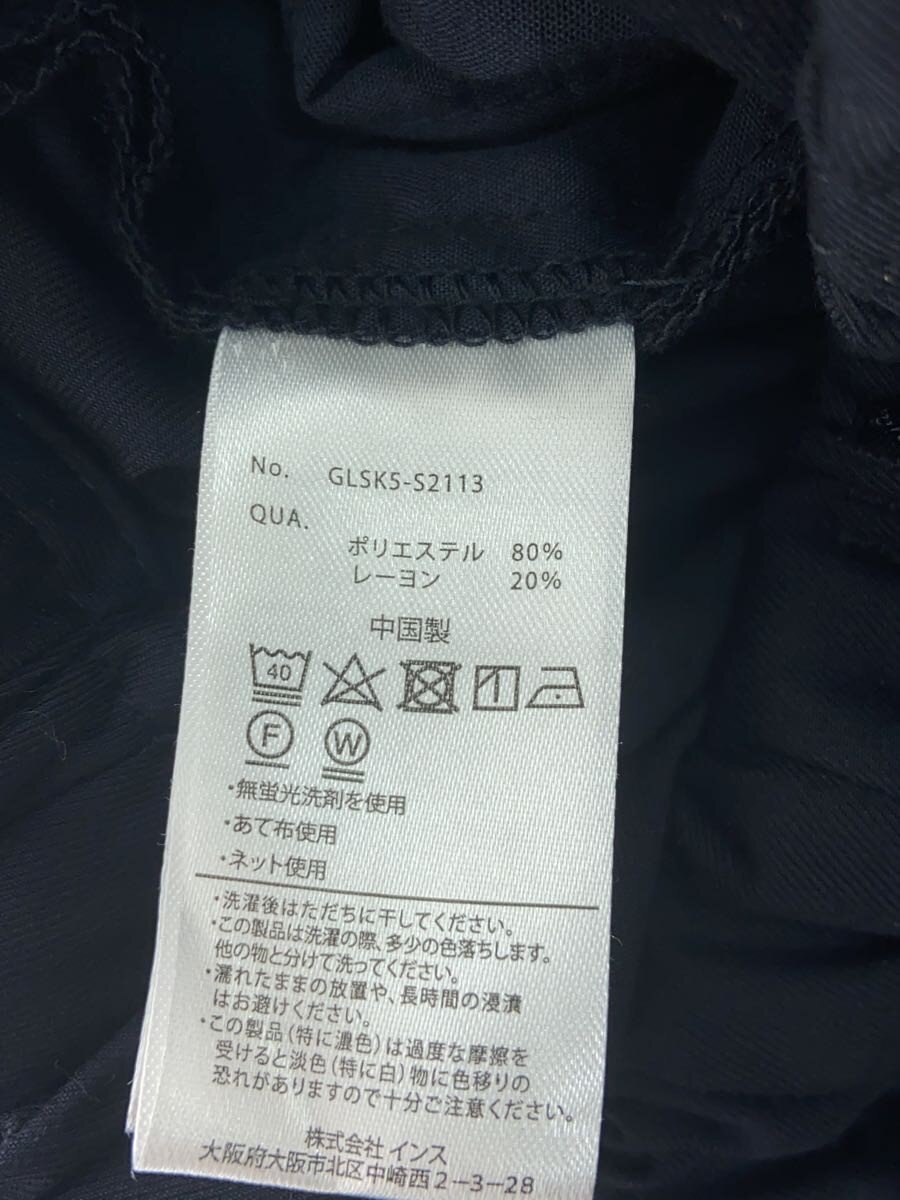 No. GLSK5-S2113
QUA.
ポリエステル 80%
レーヨン 20%
中国製
40
F W
・無蛍光洗剤を使用
・あて布使用
・ネット使用
・洗濯後はただちに干してください。
・この製品は洗濯の際、多少の色落ちします。
他の物と分けて洗ってください。
・濡れたままの放置や、長時間の浸漬
はお避けください。
・この製品(特に濃色)は過度な摩擦を
受けると淡色(特に白)物に色移りの
恐れがありますので十分ご注意ください。
株式会社 インス
大阪府大阪市北区中崎西2-3-28